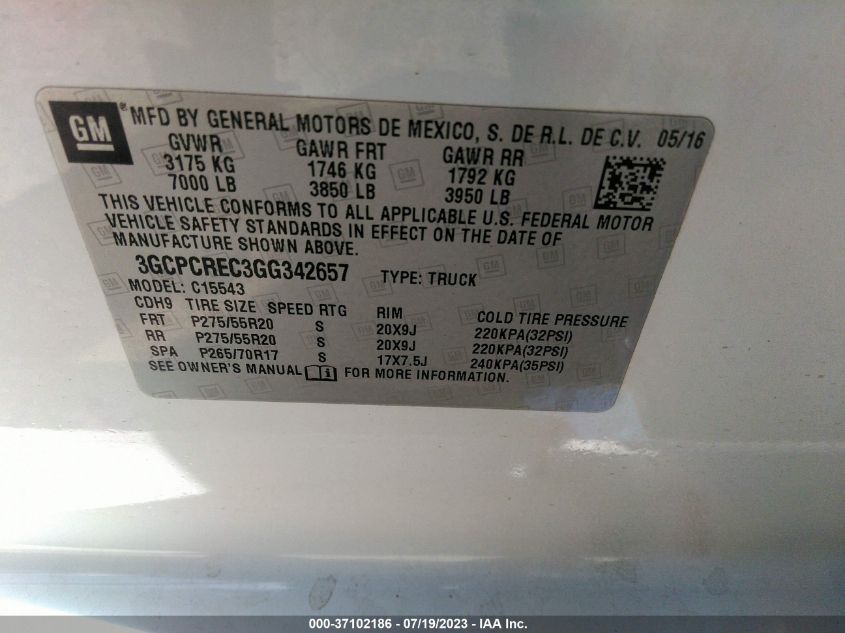 GM
® MFD BY GENERAL MOTORS DE MEXICO, S. DE R.L. DE C.V. 05/16
GVWR GAWR FRT GAWR RR
3175 KG 1746 KG 1792 KG
7000 LB 3850 LB 3950 LB
THIS VEHICLE CONFORMS TO ALL APPLICABLE U.S. FEDERAL MOTOR
VEHICLE SAFETY STANDARDS IN EFFECT ON THE DATE OF
MANUFACTURE SHOWN ABOVE.
3GCPCREC3GG342657 TYPE: TRUCK
MODEL: C15543
CDH9 TIRE SIZE SPEED RTG RIM COLD TIRE PRESSURE
FRT P275/55R20 S 20X9J 220KPA(32PSI)
RR P275/55R20 S 20X9J 220KPA(32PSI)
SPA P265/70R17 S 17X7.5J 240KPA(35PSI)
SEE OWNER'S MANUAL FOR MORE INFORMATION.
000-37102186 - 07/19/2023 - IAA Inc.